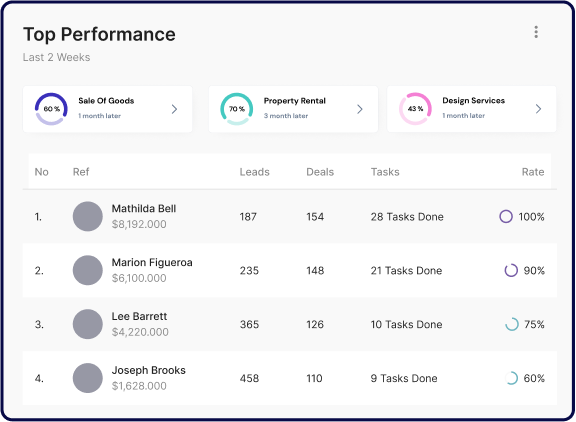 Top Performance
Last 2 Weeks
60 %
Sale Of Goods
1 month later
70 %
Property Rental
3 month later
43 %
Design Services
1 month later
No Ref Leads Deals Tasks Rate
1. Mathilda Bell 187 154 28 Tasks Done 100%
$8,192.000
2. Marion Figueroa 235 148 21 Tasks Done 90%
$6,100.000
3. Lee Barrett 365 126 10 Tasks Done 75%
$4,220.000
4. Joseph Brooks 458 110 9 Tasks Done 60%
$1,628.000